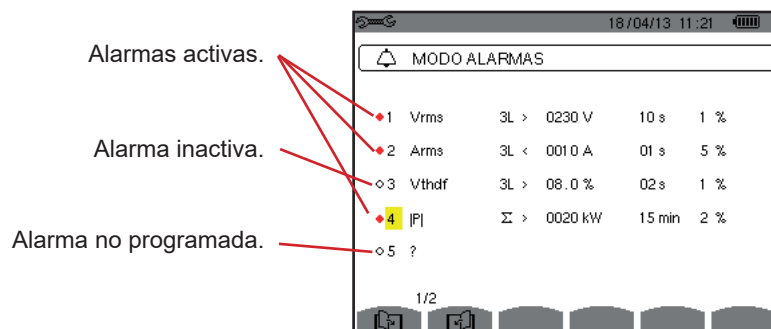 18/04/13 11:21
MODO ALARMAS
Alarmas activas.
1 Vrms 3L > 0230 V 10 s 1 %
2 Arms 3L < 0010 A 01 s 5 %
Alarma inactiva.
3 Vthdf 3L > 08.0 % 02 s 1 %
4 |P| Σ > 0020 kW 15 min 2 %
Alarma no programada.
5 ?
1/2